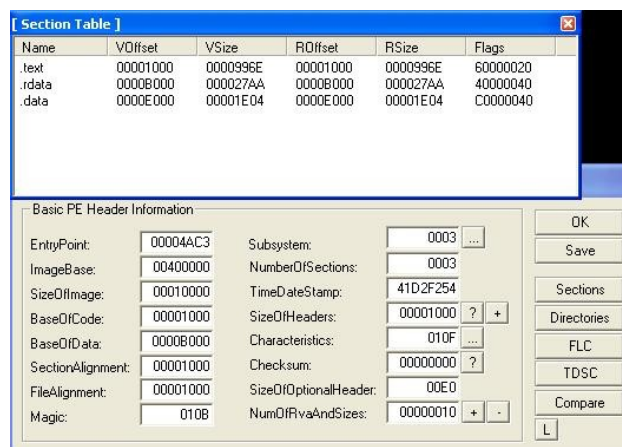 [ Section Table ]
Name VOffset VSize ROffset RSize Flags
.text 00001000 0000996E 00001000 0000996E 60000020
.rdata 0000B000 000027AA 0000B000 000027AA 40000040
.data 0000E000 00001E04 0000E000 00001E04 C0000040
Basic PE Header Information
EntryPoint: 00004AC3 Subsystem: 0003 ...
ImageBase: 00400000 NumberOfSections: 0003
SizeOfImage: 00010000 TimeDateStamp: 41D2F254
BaseOfCode: 00001000 SizeOfHeaders: 00001000 ? +
BaseOfData: 0000B000 Characteristics: 010F ...
SectionAlignment: 00001000 Checksum: 00000000 ?
FileAlignment: 00001000 SizeOfOptionalHeader: 00E0
Magic: 010B NumOfRvaAndSizes: 00000010 + -
OK
Save
Sections
Directories
FLC
TDSC
Compare
L